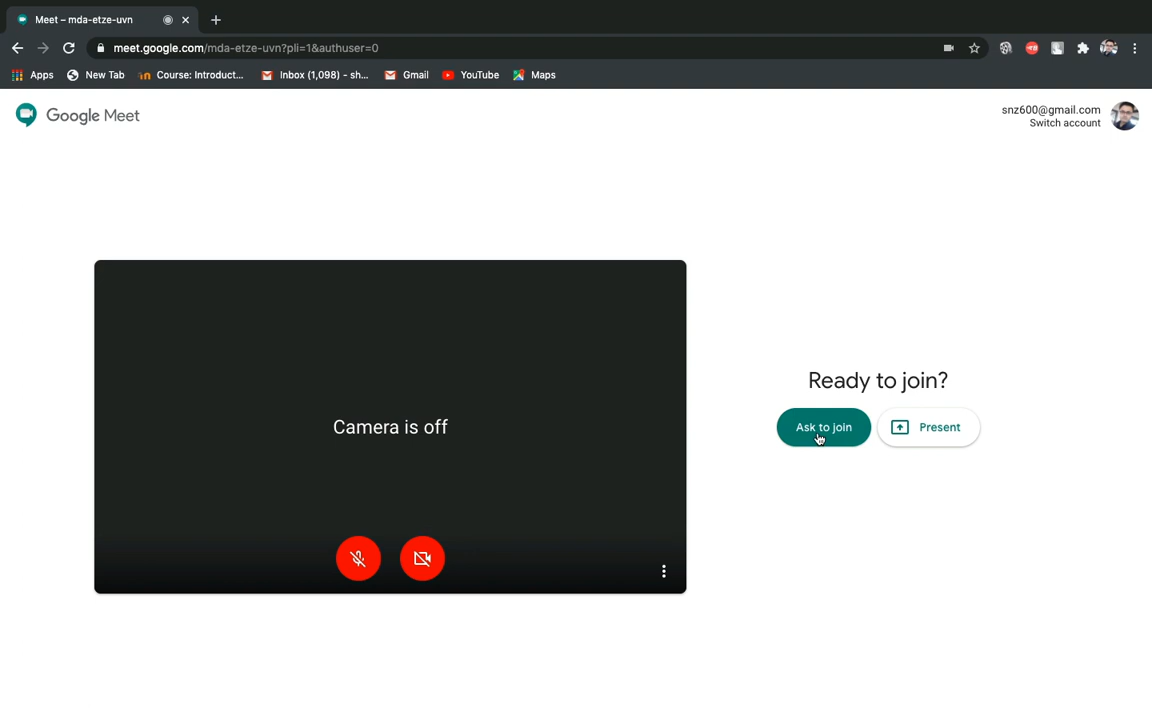 Meet – mda-etze-uvn
meet.google.com/mda-etze-uvn?pli=1&authuser=0
Apps New Tab Course: Introduct... Inbox (1,098) - sh... Gmail YouTube Maps
Google Meet
snz600@gmail.com
Switch account
Camera is off
Ready to join?
Ask to join Present